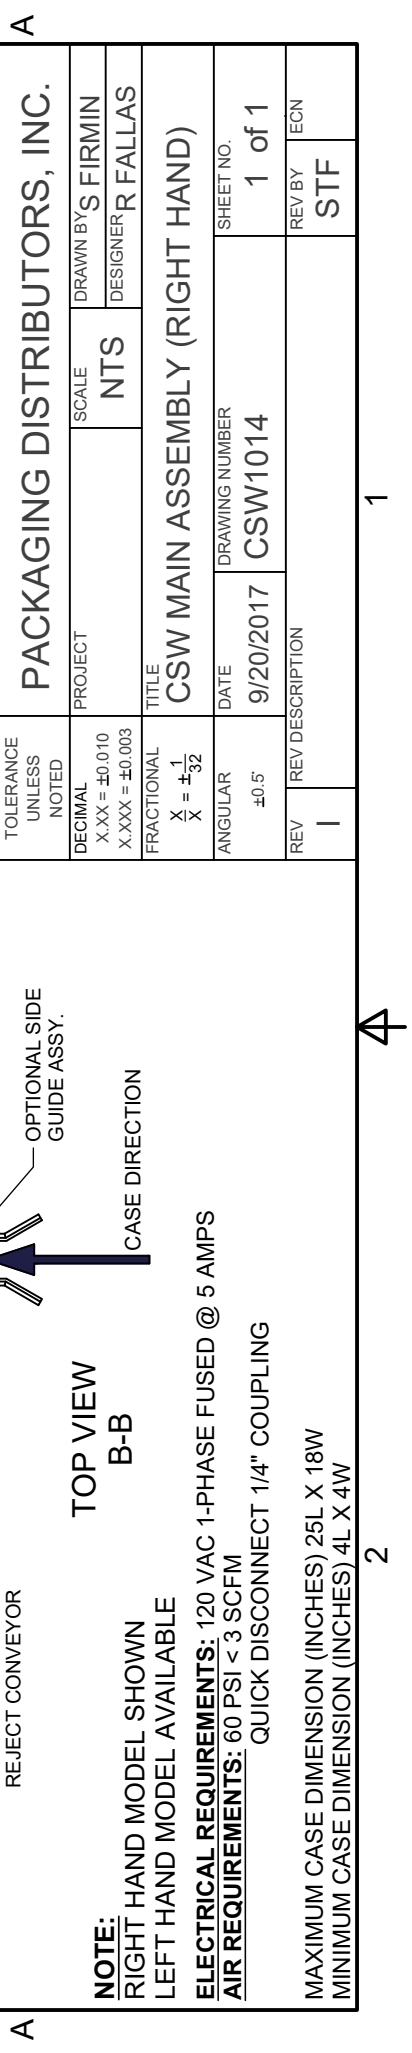 A
REJECT CONVEYOR
OPTIONAL SIDE
GUIDE ASSY.
CASE DIRECTION
TOP VIEW
B-B
NOTE:
RIGHT HAND MODEL SHOWN
LEFT HAND MODEL AVAILABLE
ELECTRICAL REQUIREMENTS: 120 VAC 1-PHASE FUSED @ 5 AMPS
AIR REQUIREMENTS: 60 PSI < 3 SCFM
QUICK DISCONNECT 1/4" COUPLING
MAXIMUM CASE DIMENSION (INCHES) 25L X 18W
MINIMUM CASE DIMENSION (INCHES) 4L X 4W
TOLERANCE
UNLESS
NOTED
DECIMAL
X.XX = ±0.010
X.XXX = ±0.003
FRACTIONAL
X/X = ±1/32
ANGULAR
±0.5°
PACKAGING DISTRIBUTORS, INC.
PROJECT
SCALE
NTS
DRAWN BY S FIRMIN
DESIGNER R FALLAS
TITLE
CSW MAIN ASSEMBLY (RIGHT HAND)
DATE
9/20/2017
DRAWING NUMBER
CSW1014
SHEET NO.
1 of 1
REV
I
REV DESCRIPTION
REV BY
STF
ECN
A
2
1